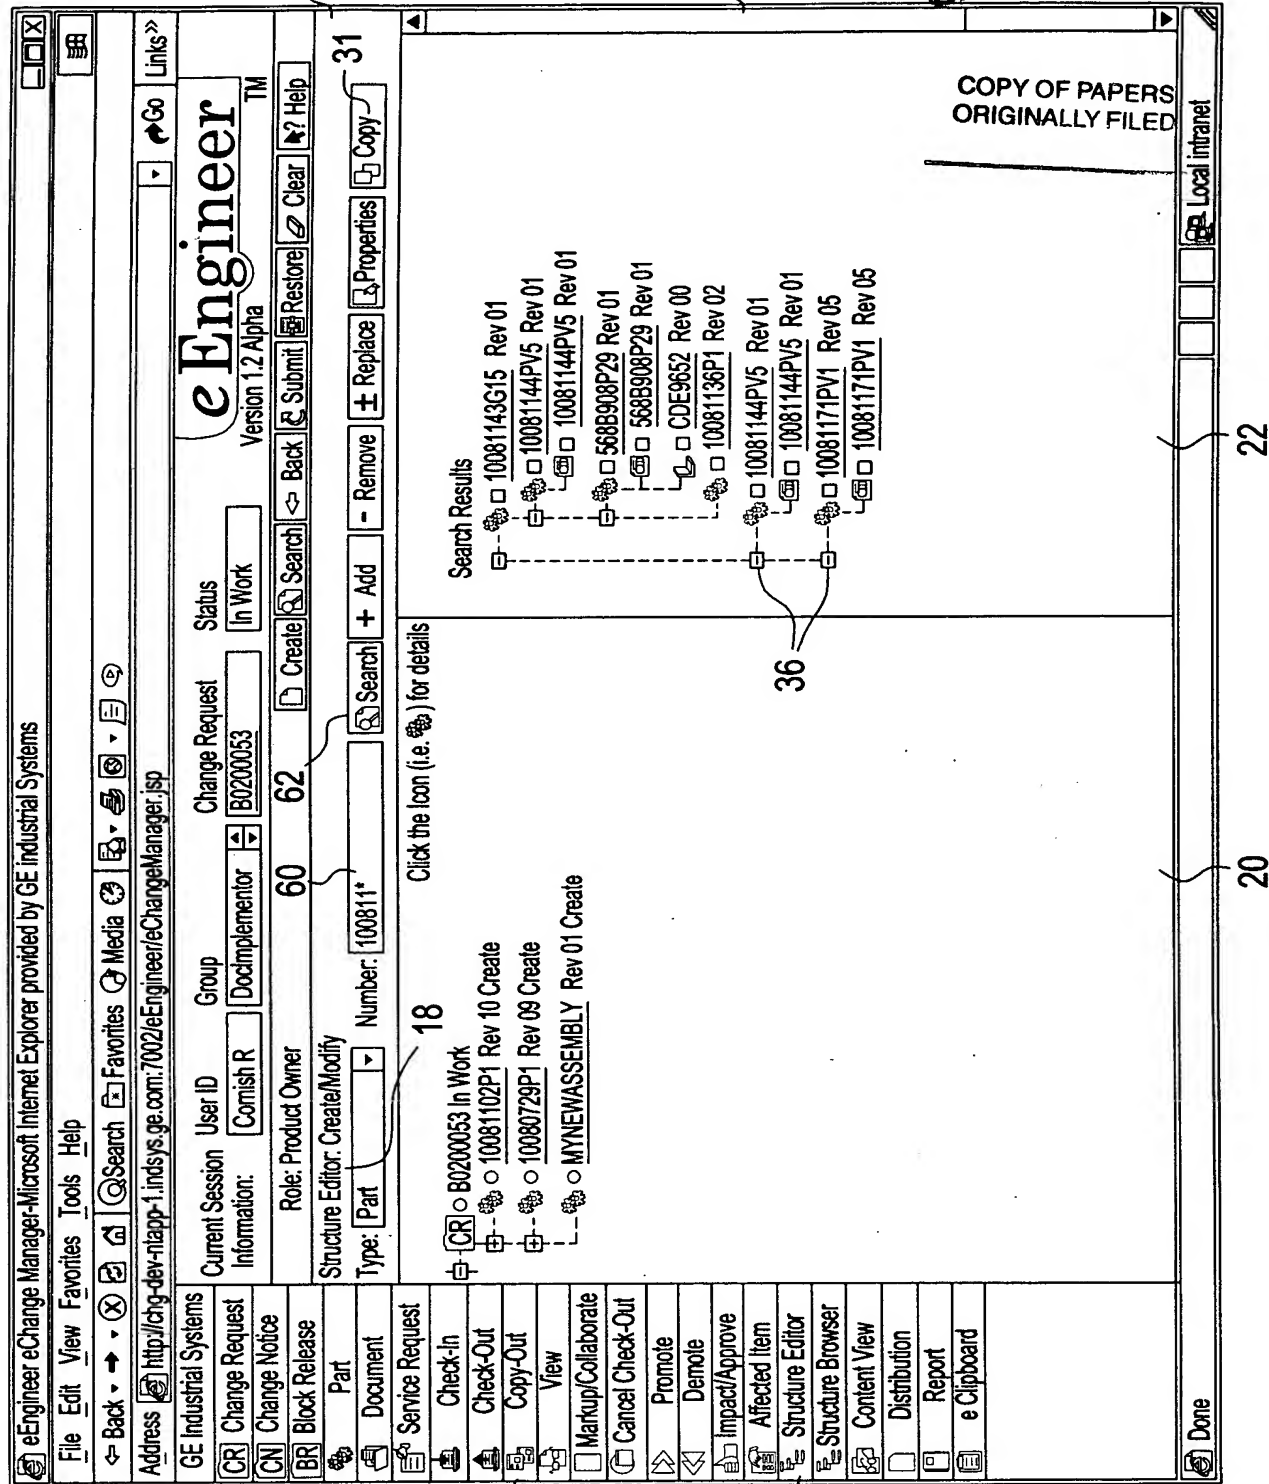 eEngineer eChange Manager-Microsoft Internet Explorer provided by GE industrial Systems
File Edit View Favorites Tools Help
Back Search Favorites Media
Address http://chg-dev-ntapp-1.indsys.ge.com:7002/eEngineer/eChangeManager.jsp Go Links»
GE Industrial Systems
CR Change Request
CN Change Notice
BR Block Release
Part
Document
Service Request
Check-In
Check-Out
Copy-Out
View
Markup/Collaborate
Cancel Check-Out
Promote
Demote
Impact/Approve
Affected Item
Structure Editor
Structure Browser
Content View
Distribution
Report
e Clipboard
Current Session Information:
User ID Group Change Request Status
Cornish R DocImplementor B0200053 In Work
e Engineer TM
Version 1.2 Alpha
Role: Product Owner
Create Search Back Submit Restore Clear ? Help
Structure Editor: Create/Modify
Type: Part Number: 100811* Search + Add - Remove ± Replace Properties Copy
18
60
62
31
Click the Icon (i.e. ) for details
CR B0200053 In Work
10081102P1 Rev 10 Create
10080729P1 Rev 09 Create
MYNEWASSEMBLY Rev 01 Create
Search Results
10081143G15 Rev 01
10081144PV5 Rev 01
10081144PV5 Rev 01
568B908P29 Rev 01
568B908P29 Rev 01
CDE9652 Rev 00
10081136P1 Rev 02
10081144PV5 Rev 01
10081144PV5 Rev 01
10081171PV1 Rev 05
10081171PV1 Rev 05
36
COPY OF PAPERS
ORIGINALLY FILED
Done Local intranet
20
22